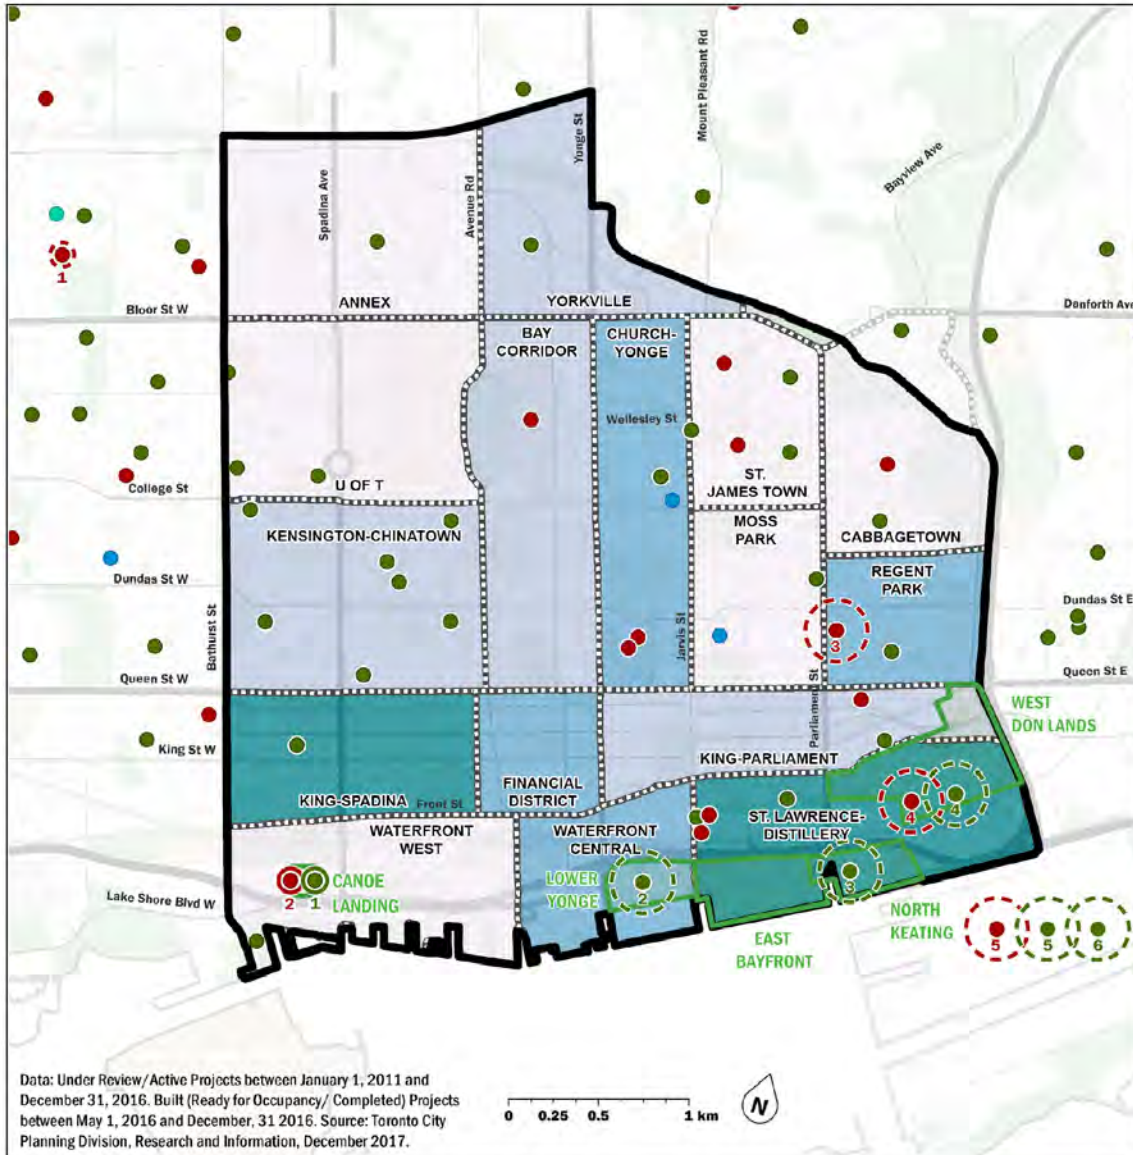 Mount Pleasant Rd
Yonge St
Bayview Ave
Spadina Ave
Avenue Rd
1
Bloor St W
ANNEX
YORKVILLE
Danforth Ave
BAY
CORRIDOR
CHURCH-
YONGE
Wellesley St
College St
U OF T
ST.
JAMES TOWN
KENSINGTON-CHINATOWN
MOSS
PARK
CABBAGETOWN
REGENT
PARK
Dundas St W
Dundas St E
Bathurst St
Jarvis St
3
Parliament St
Queen St W
Queen St E
WEST
DON LANDS
King St W
KING-PARLIAMENT
KING-SPADINA
Front St
FINANCIAL
DISTRICT
4
4
WATERFRONT
WEST
WATERFRONT
CENTRAL
ST. LAWRENCE-
DISTILLERY
Lake Shore Blvd W
2
1
CANOE
LANDING
LOWER
YONGE
2
3
NORTH
KEATING
EAST
BAYFRONT
5
5
6
Data: Under Review/Active Projects between January 1, 2011 and
December 31, 2016. Built (Ready for Occupancy/ Completed) Projects
between May 1, 2016 and December, 31 2016. Source: Toronto City
Planning Division, Research and Information, December 2017.
0 0.25 0.5 1 km
N